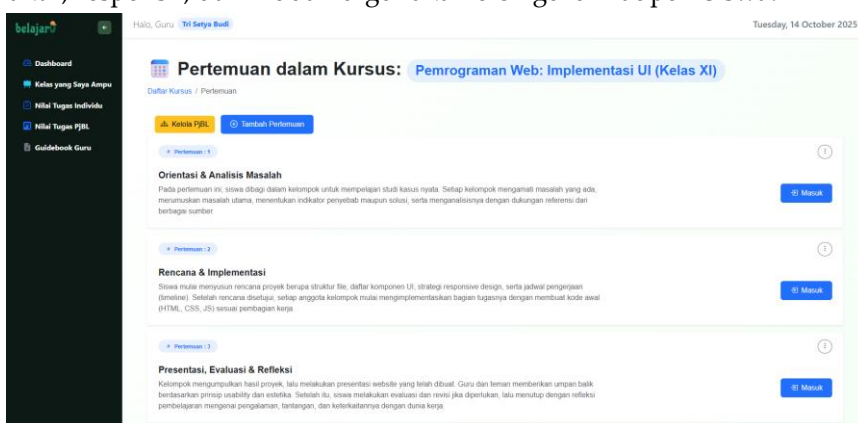 belajar
Halo, Guru Tri Setya Budi
Tuesday, 14 October 2025
Dashboard
Kelas yang Saya Ampu
Nilai Tugas Individu
Nilai Tugas PjBL
Guidebook Guru
Pertemuan dalam Kursus: Pemrograman Web: Implementasi UI (Kelas XI)
Daftar Kursus / Pertemuan
Kelola PjBL
Tambah Pertemuan
# Pertemuan : 1
Orientasi & Analisis Masalah
Pada pertemuan ini, siswa dibagi dalam kelompok untuk mempelajari studi kasus nyata. Setiap kelompok mengamati masalah yang ada,
merumuskan masalah utama, menentukan indikator penyebab maupun solusi, serta menganalisisnya dengan dukungan referensi dari
berbagai sumber
Masuk
# Pertemuan : 2
Rencana & Implementasi
Siswa mulai menyusun rencana proyek berupa struktur file, daftar komponen UI, strategi responsive design, serta jadwal pengerjaan
(timeline). Setelah rencana disetujui, setiap anggota kelompok mulai mengimplementasikan bagian tugasnya dengan membuat kode awal
(HTML, CSS, JS) sesuai pembagian kerja.
Masuk
# Pertemuan : 3
Presentasi, Evaluasi & Refleksi
Kelompok mengumpulkan hasil proyek, lalu melakukan presentasi website yang telah dibuat. Guru dan teman memberikan umpan balik
berdasarkan prinsip usability dan estetika. Setelah itu, siswa melakukan evaluasi dan revisi jika diperlukan, lalu menutup dengan refleksi
pembelajaran mengenai pengalaman, tantangan, dan keterkaitannya dengan dunia kerja.
Masuk